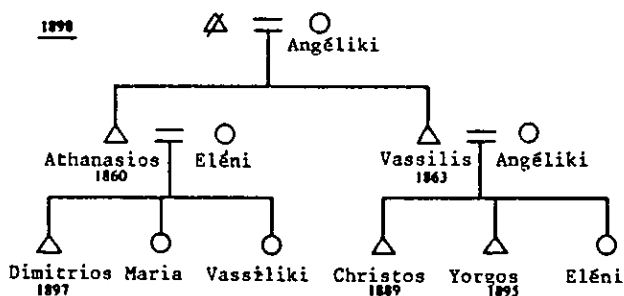 1898
Angéliki
Athanasios Eléni Vassilis Angéliki
1860 1863
Dimitrios Maria Vassiliki Christos Yorgos Eléni
1897 1889 1895